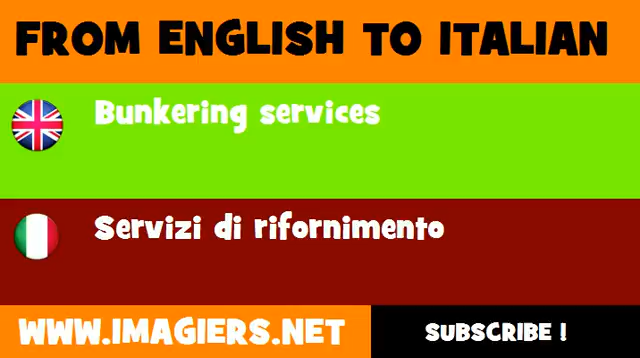 FROM ENGLISH TO ITALIAN
Bunkering services
Servizi di rifornimento
WWW.IMAGIERS.NET
SUBSCRIBE !